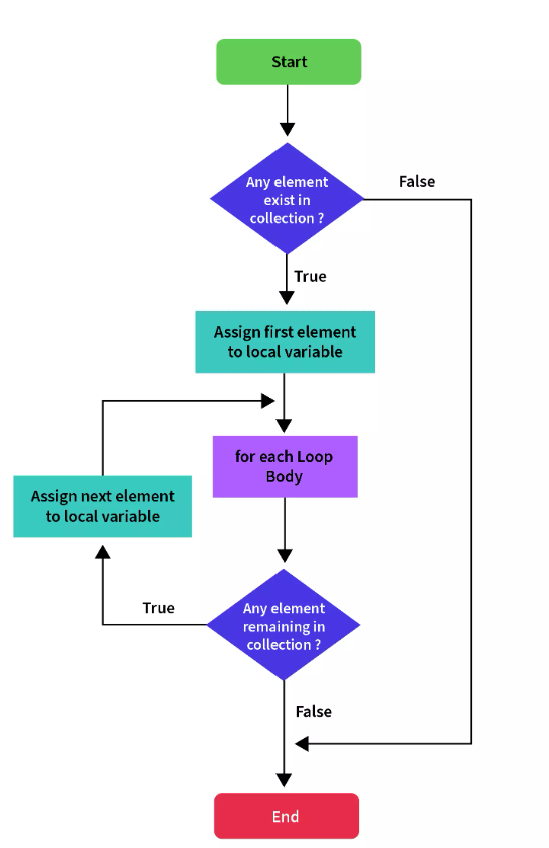 Start
Any element
exist in
collection ?
False
True
Assign first element
to local variable
for each Loop
Body
Assign next element
to local variable
True
Any element
remaining in
collection ?
False
End